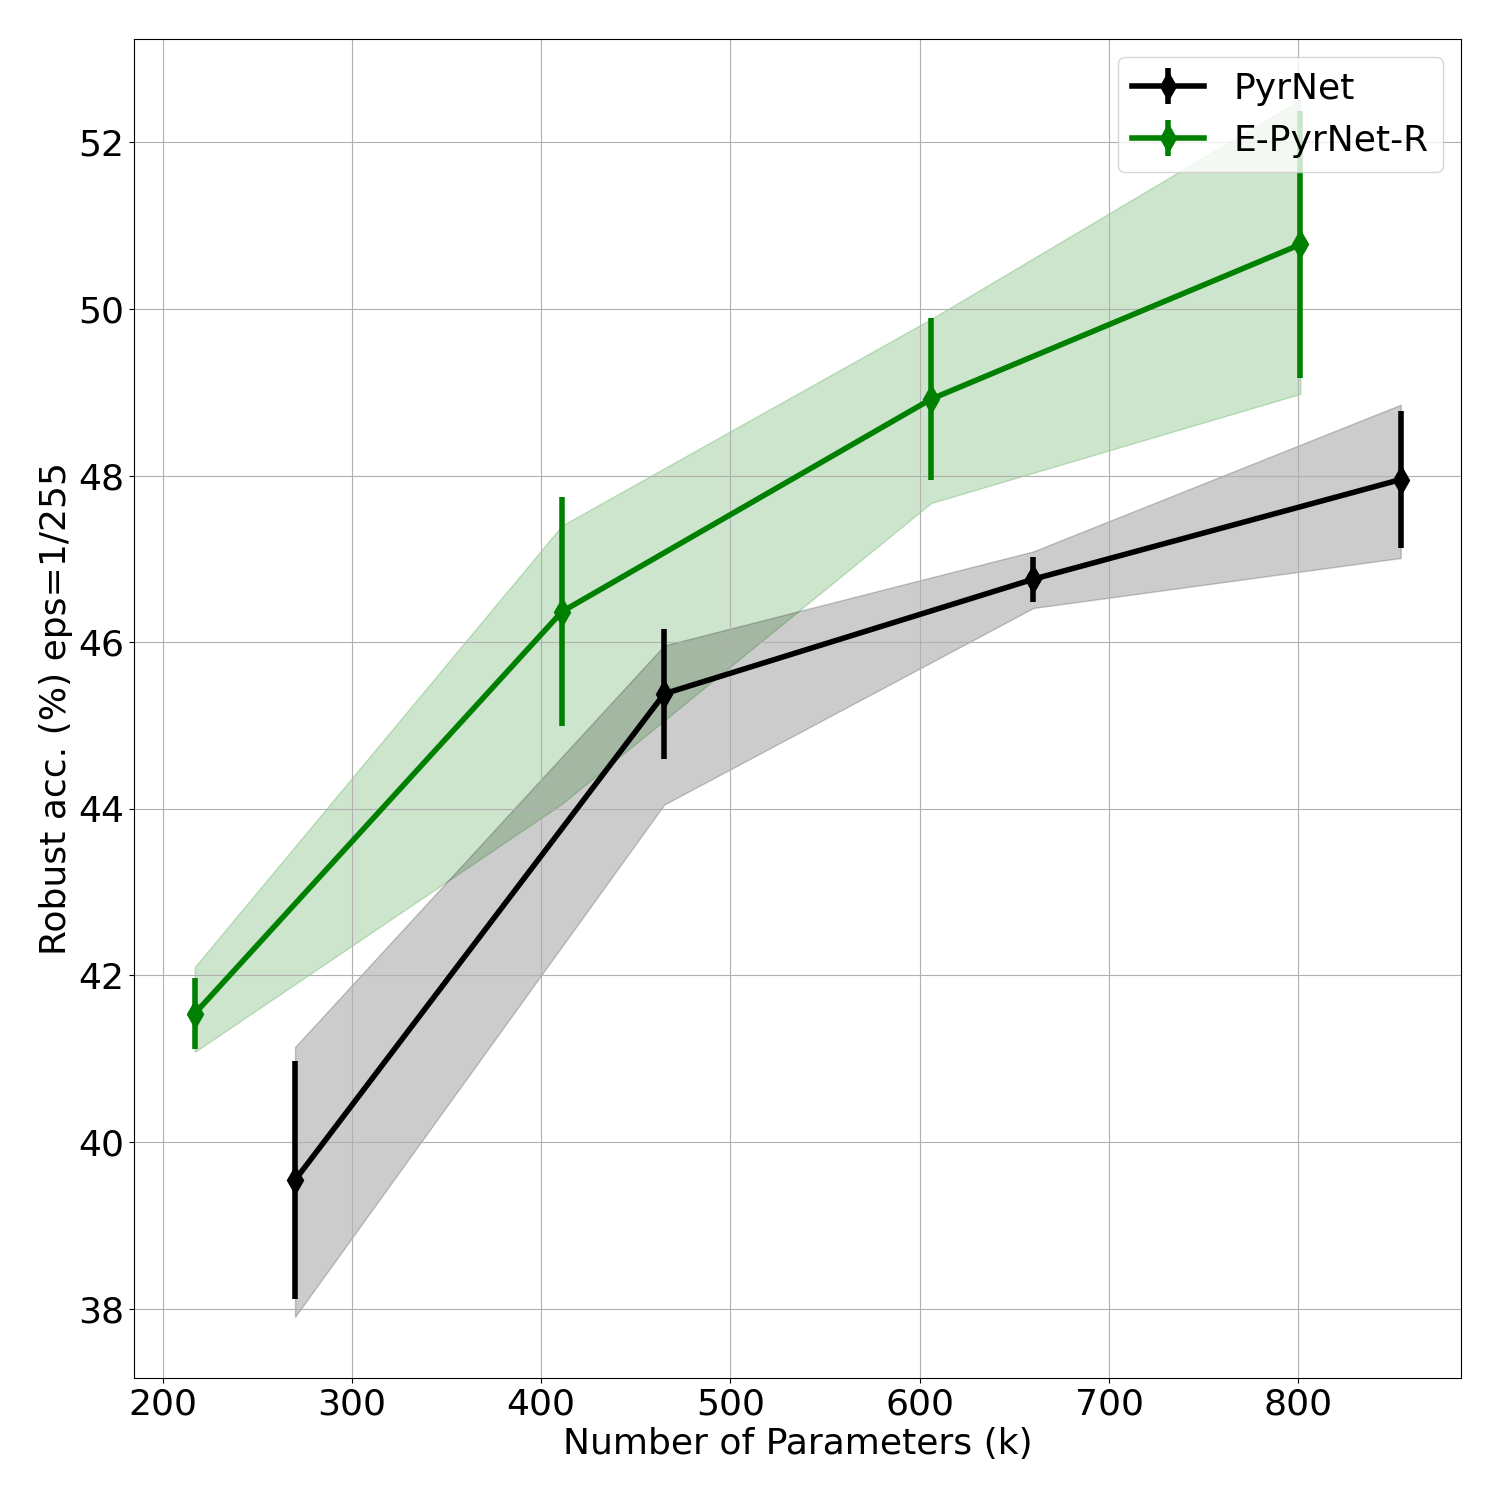 PyrNet
E-PyrNet-R
52
50
48
46
44
42
40
38
Robust acc. (%) eps=1/255
200 300 400 500 600 700 800
Number of Parameters (k)